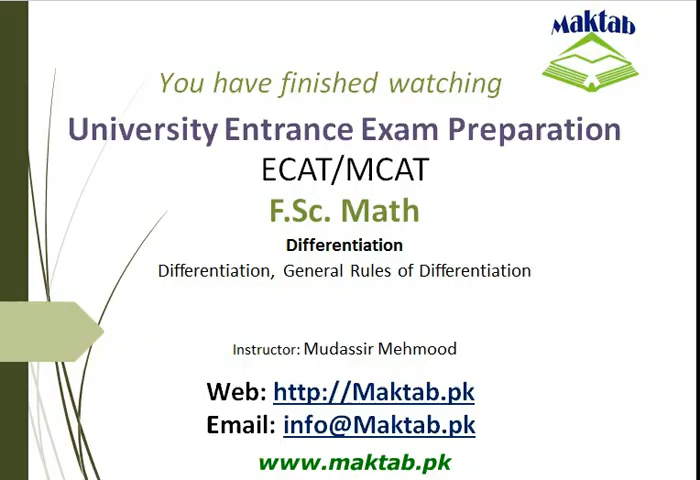 Maktab
You have finished watching
University Entrance Exam Preparation
ECAT/MCAT
F.Sc. Math
Differentiation
Differentiation, General Rules of Differentiation
Instructor: Mudassir Mehmood
Web: http://Maktab.pk
Email: info@Maktab.pk
www.maktab.pk